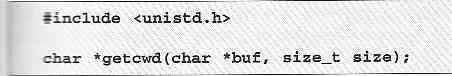 #include <unistd.h>
char *getcwd(char *buf, size_t size);